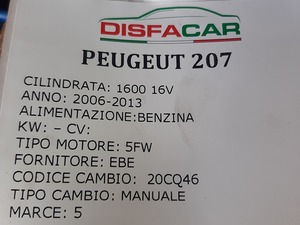 DISFACAR
PEUGEUT 207
CILINDRATA: 1600 16V
ANNO: 2006-2013
ALIMENTAZIONE:BENZINA
KW: – CV:
TIPO MOTORE: 5FW
FORNITORE: EBE
CODICE CAMBIO: 20CQ46
TIPO CAMBIO: MANUALE
MARCE: 5